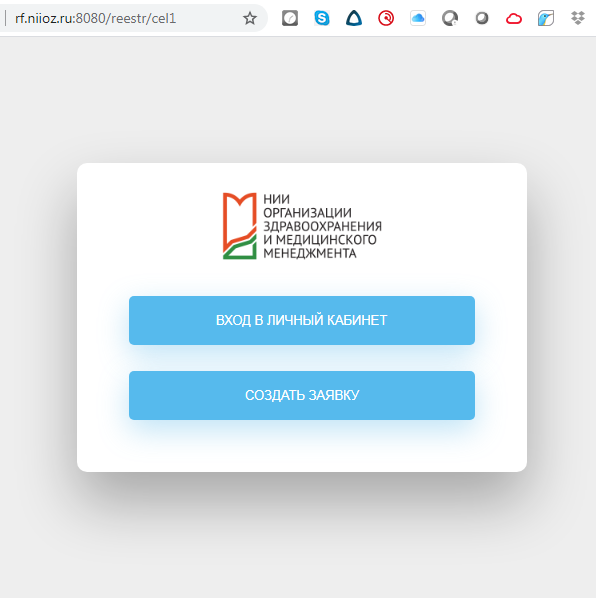 rf.niioz.ru:8080/reestr/cel1
НИИ
ОРГАНИЗАЦИИ
ЗДРАВООХРАНЕНИЯ
И МЕДИЦИНСКОГО
МЕНЕДЖМЕНТА
ВХОД В ЛИЧНЫЙ КАБИНЕТ
СОЗДАТЬ ЗАЯВКУ